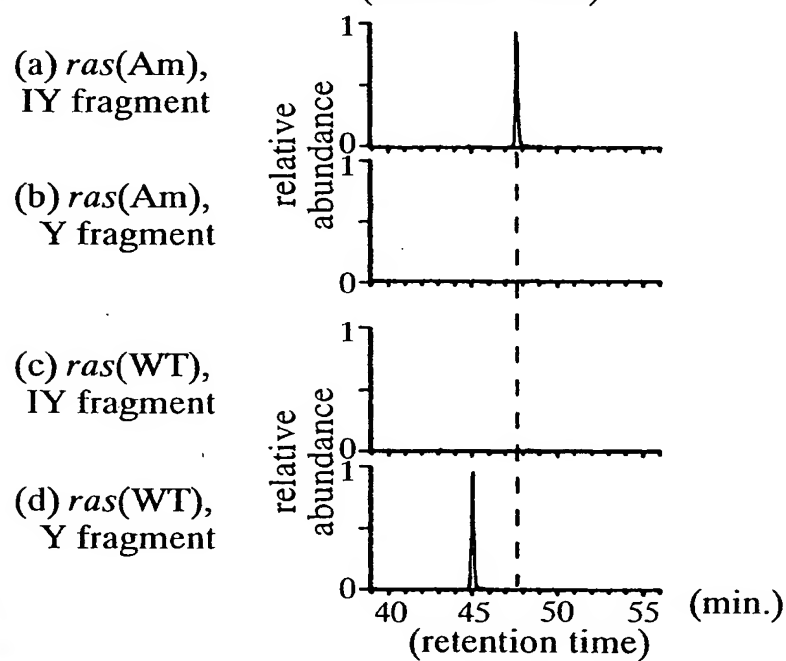 (a) ras(Am),
IY fragment
(b) ras(Am),
Y fragment
(c) ras(WT),
IY fragment
(d) ras(WT),
Y fragment
relative
abundance
relative
abundance
1
0
1
0
1
0
1
0
40 45 50 55 (min.)
(retention time)